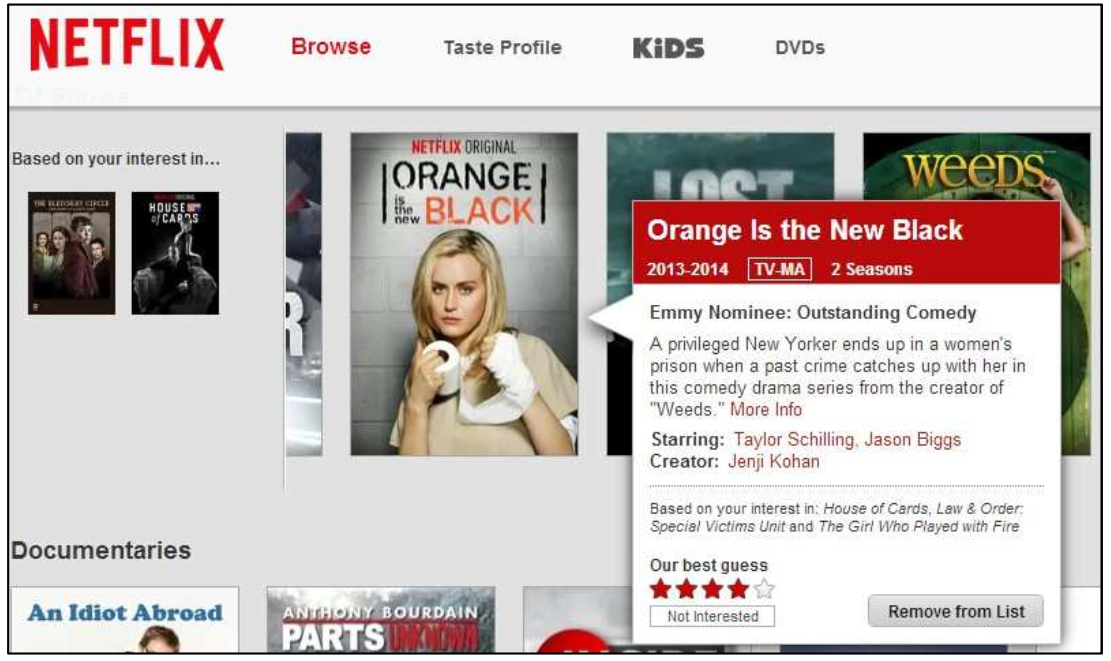 NETFLIX
Browse
Taste Profile
KiDS
DVDs
TV Shows
Based on your interest in...
THE BLETCHLEY CIRCLE
HOUSE
of CARDS
NETFLIX ORIGINAL
ORANGE
is
the
new BLACK
LOST
WEEDS
Orange Is the New Black
2013-2014 TV-MA 2 Seasons
Emmy Nominee: Outstanding Comedy
A privileged New Yorker ends up in a women's
prison when a past crime catches up with her in
this comedy drama series from the creator of
"Weeds." More Info
Starring: Taylor Schilling, Jason Biggs
Creator: Jenji Kohan
Based on your interest in: House of Cards, Law & Order:
Special Victims Unit and The Girl Who Played with Fire
Our best guess
Not Interested
Remove from List
Documentaries
An Idiot Abroad
ANTHONY BOURDAIN
PARTS UNKNOWN